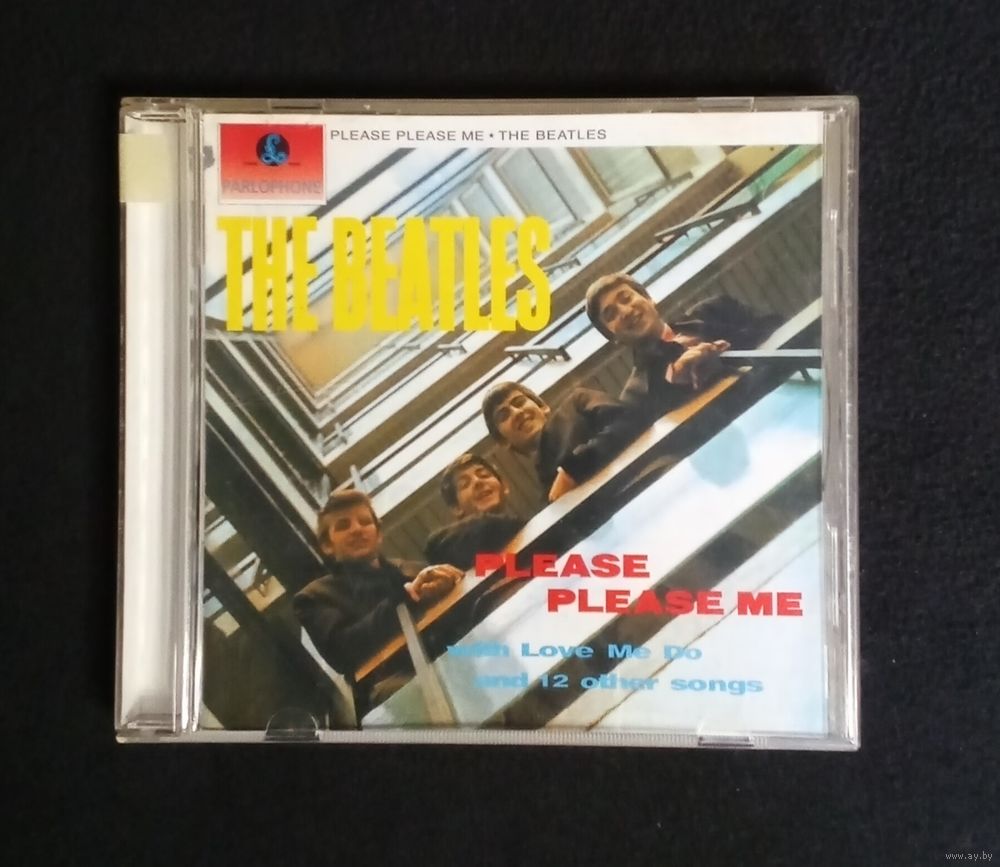 PLEASE PLEASE ME • THE BEATLES
£
PARLOPHONE
THE BEATLES
PLEASE
PLEASE ME
with Love Me Do
and 12 other songs
www.ay.by